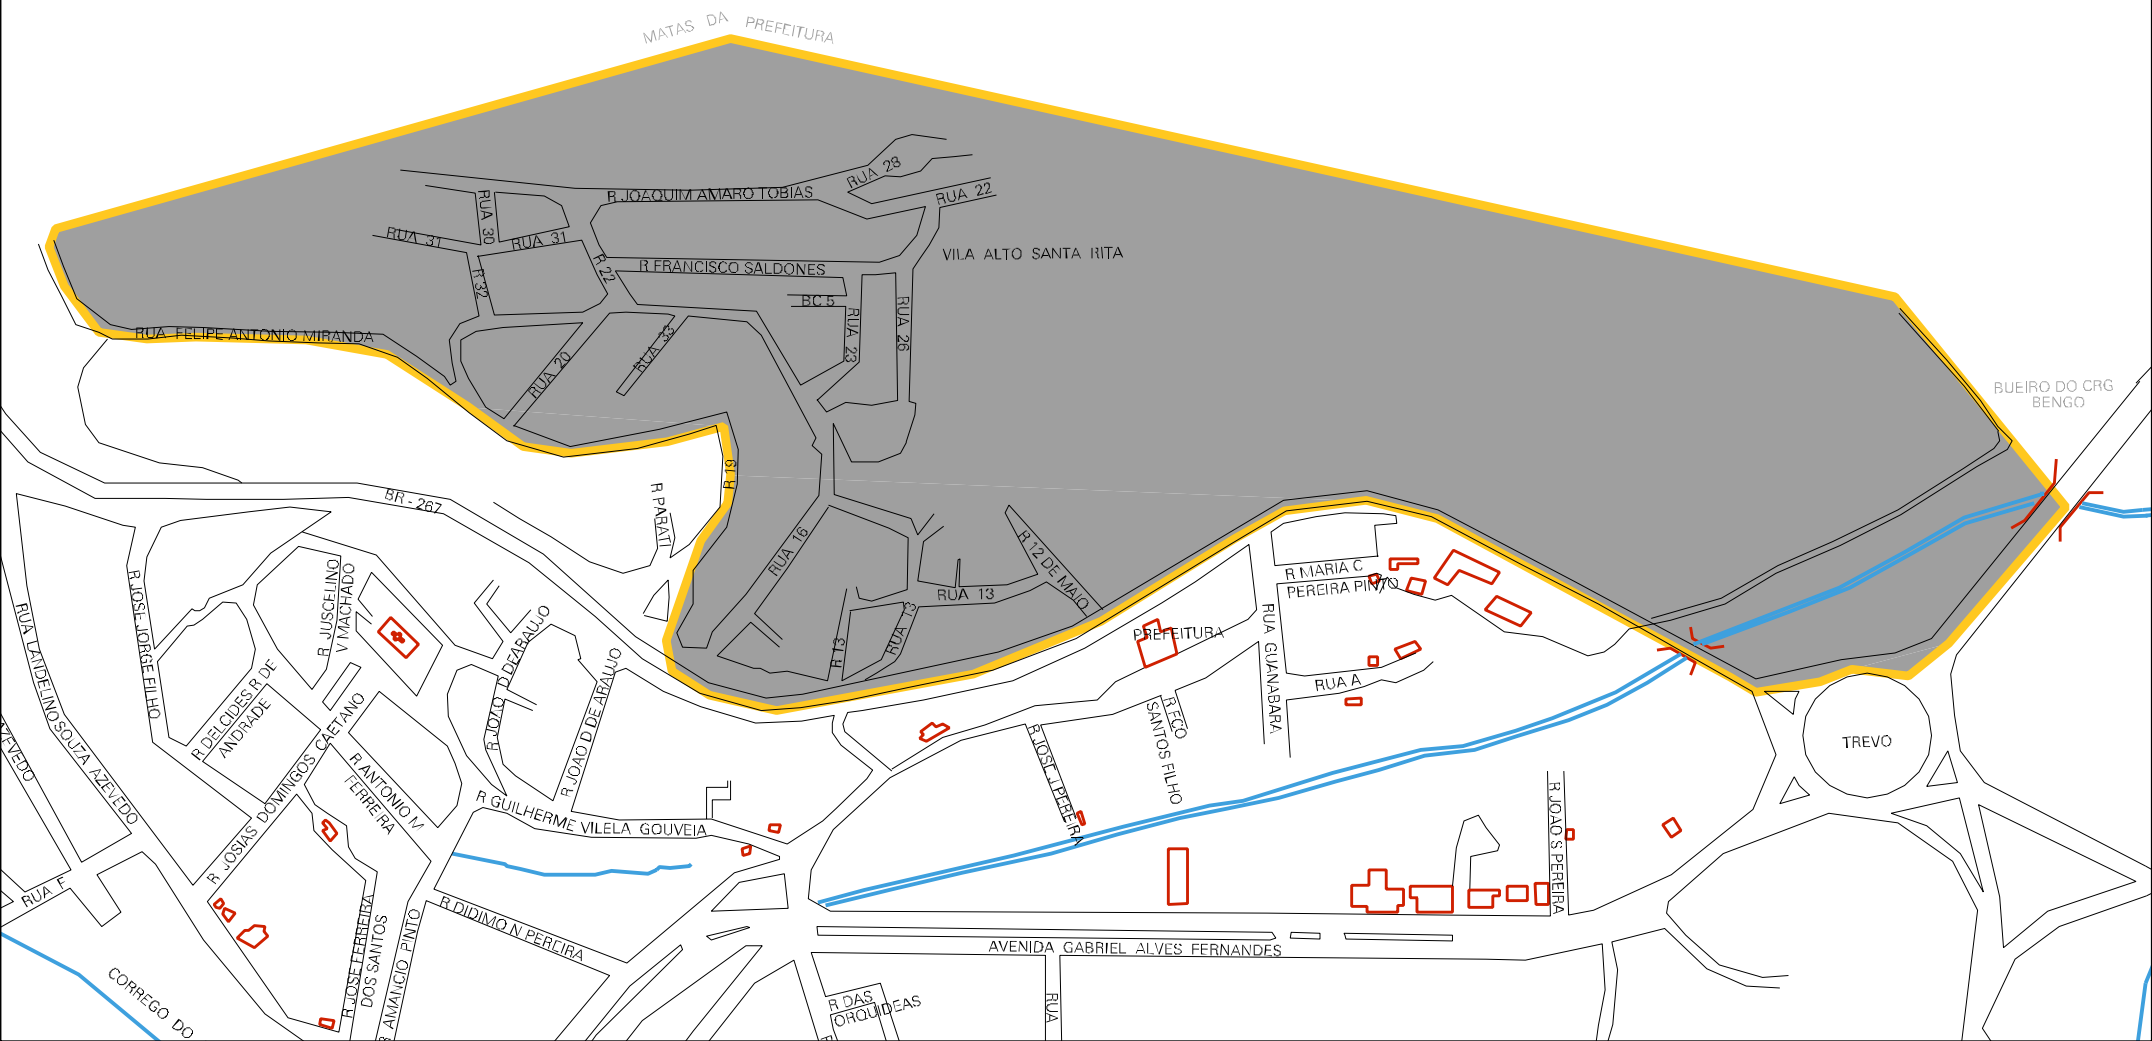 MATAS DA PREFEITURA
RUA 28
R JOAQUIM AMARO TOBIAS
RUA 22
RUA 30
RUA 31
RUA 31
VILA ALTO SANTA RITA
R 22
R FRANCISCO SALDONES
R 32
BC 5
RUA 23
RUA 26
RUA FELIPE ANTONIO MIRANDA
RUA 33
RUA 20
BUEIRO DO CRG
BENGO
R 19
BR - 267
R PARATI
RUA 16
R 12 DE MAIO
RUA 13
R 13
RUA 13
R MARIA C
PEREIRA PINTO
PREFEITURA
RUA GUANABARA
RUA A
R JUSCELINO
V MACHADO
R JOSE JORGE FILHO
RUA LANDELINO SOUZA AZEVEDO
AZEVEDO
R DELCIDES R DE
ANDRADE
R JOAO D DE ARAUJO
R JOAO D DE ARAUJO
R JOSIAS DOMINGOS CAETANO
R ANTONIO M
FERREIRA
R GUILHERME VILELA GOUVEIA
R JOSE J PEREIRA
R FCO
SANTOS FILHO
TREVO
R JOAO S PEREIRA
RUA F
R DIDIMO N PEREIRA
R JOSE FERREIRA
DOS SANTOS
AMANCIO PINTO
AVENIDA GABRIEL ALVES FERNANDES
CORREGO DO
R DAS
ORQUIDEAS
RUA